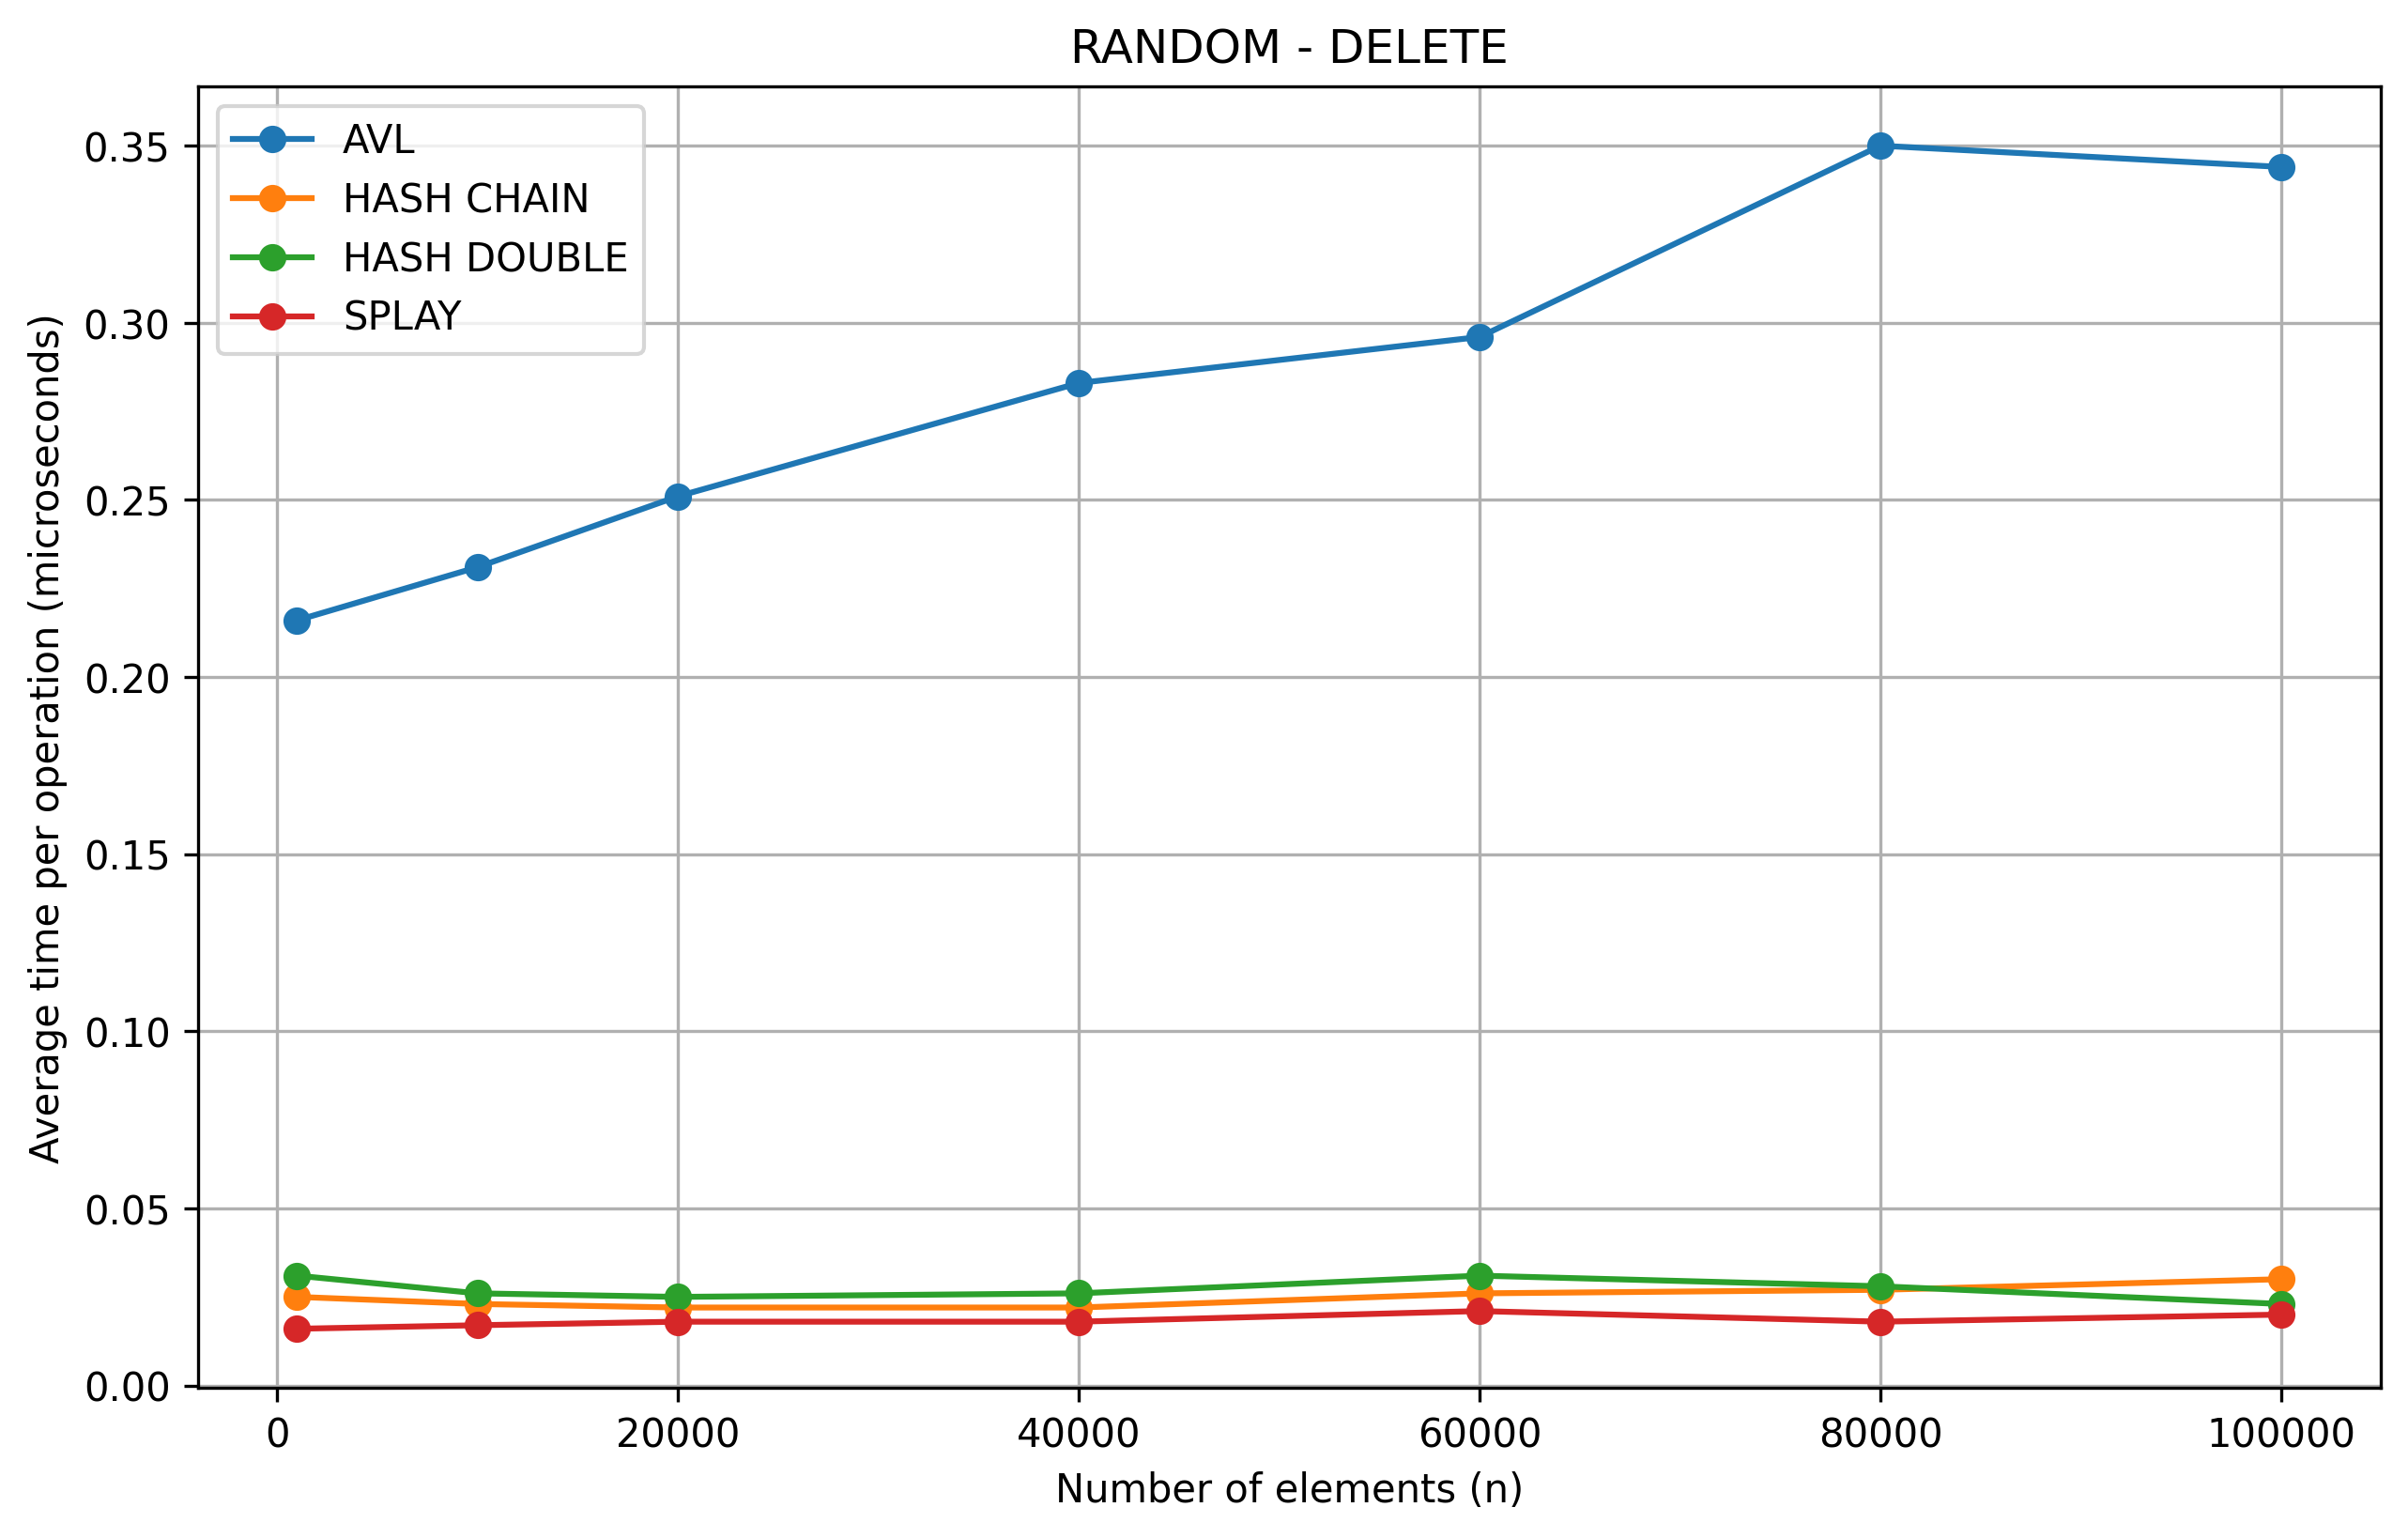 RANDOM - DELETE
AVL
HASH CHAIN
HASH DOUBLE
SPLAY
Average time per operation (microseconds)
0.35
0.30
0.25
0.20
0.15
0.10
0.05
0.00
0 20000 40000 60000 80000 100000
Number of elements (n)